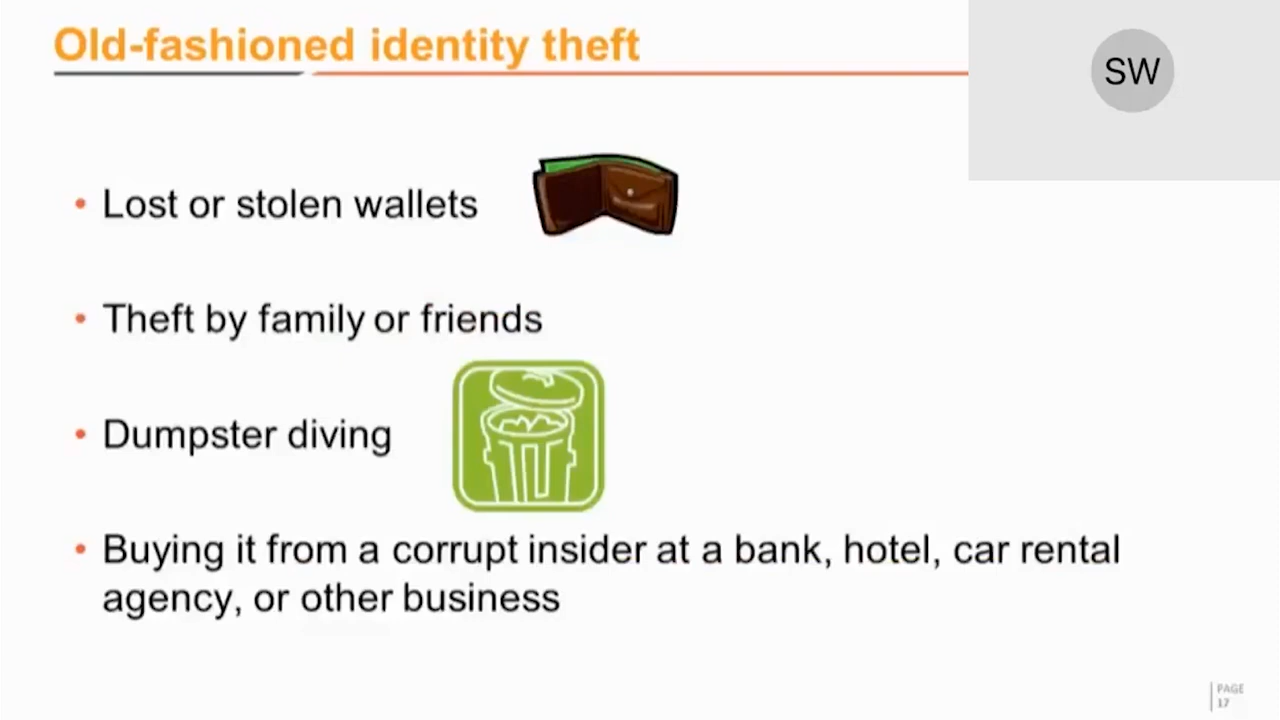 Old-fashioned identity theft
SW
• Lost or stolen wallets
• Theft by family or friends
• Dumpster diving
• Buying it from a corrupt insider at a bank, hotel, car rental
agency, or other business
PAGE
17